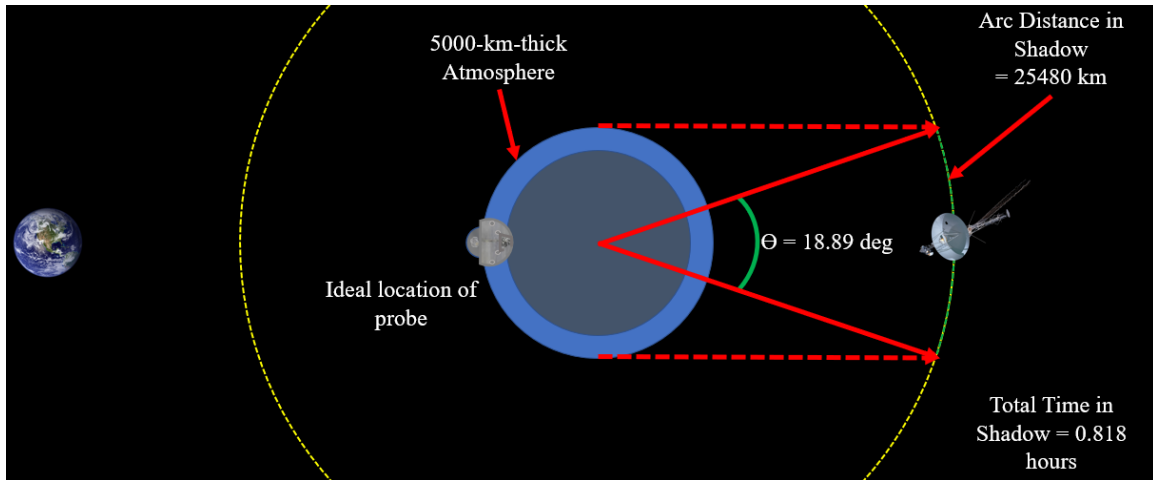 5000-km-thick
Atmosphere
Arc Distance in
Shadow
= 25480 km
ϴ = 18.89 deg
Ideal location of
probe
Total Time in
Shadow = 0.818
hours